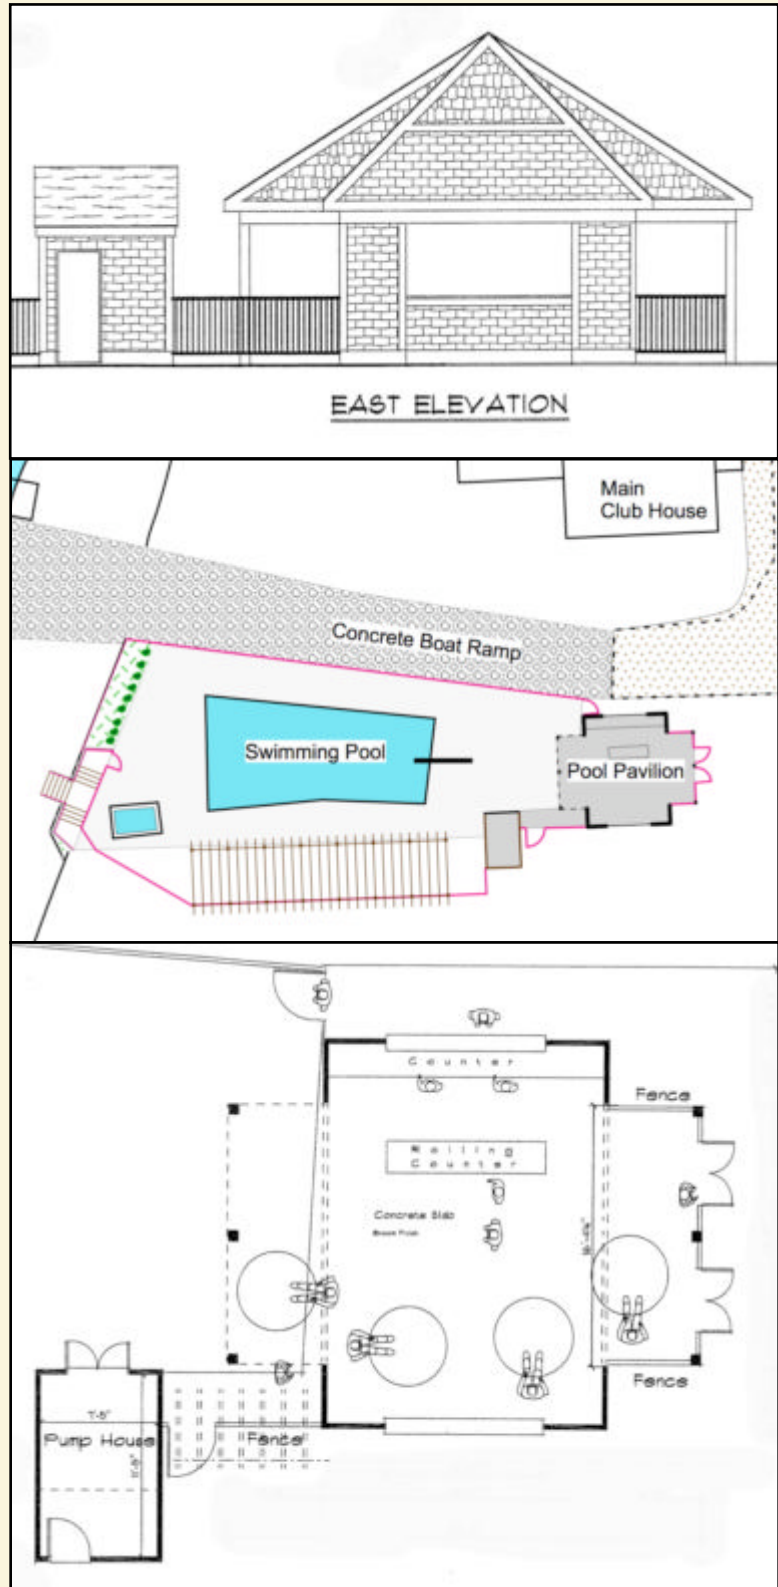 EAST ELEVATION
Main
Club House
Concrete Boat Ramp
Swimming Pool
Pool Pavilion
Counter
Fence
Counter
Concrete Slab
Pump House
Fence
Fence